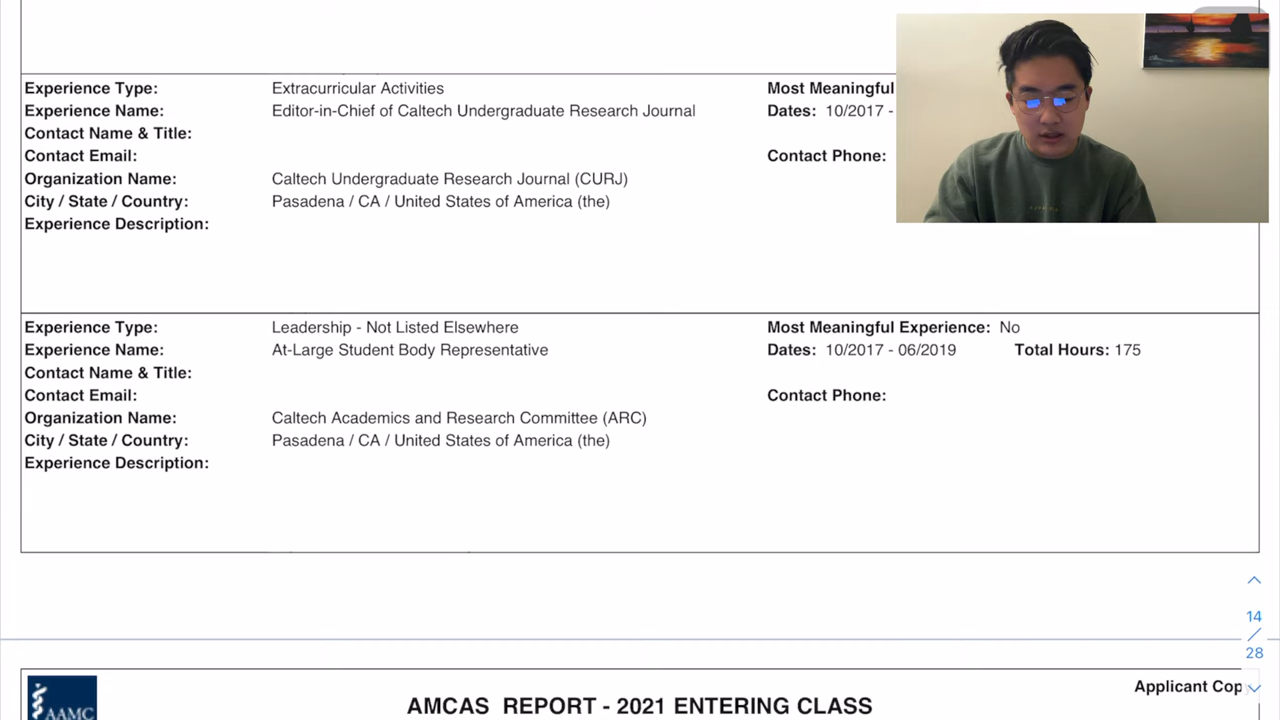 Experience Type: Extracurricular Activities Most Meaningful
Experience Name: Editor-in-Chief of Caltech Undergraduate Research Journal Dates: 10/2017 -
Contact Name & Title:
Contact Email: Contact Phone:
Organization Name: Caltech Undergraduate Research Journal (CURJ)
City / State / Country: Pasadena / CA / United States of America (the)
Experience Description:
Experience Type: Leadership - Not Listed Elsewhere Most Meaningful Experience: No
Experience Name: At-Large Student Body Representative Dates: 10/2017 - 06/2019 Total Hours: 175
Contact Name & Title:
Contact Email: Contact Phone:
Organization Name: Caltech Academics and Research Committee (ARC)
City / State / Country: Pasadena / CA / United States of America (the)
Experience Description:
14
/
28
Applicant Cop
AAMC
AMCAS REPORT - 2021 ENTERING CLASS